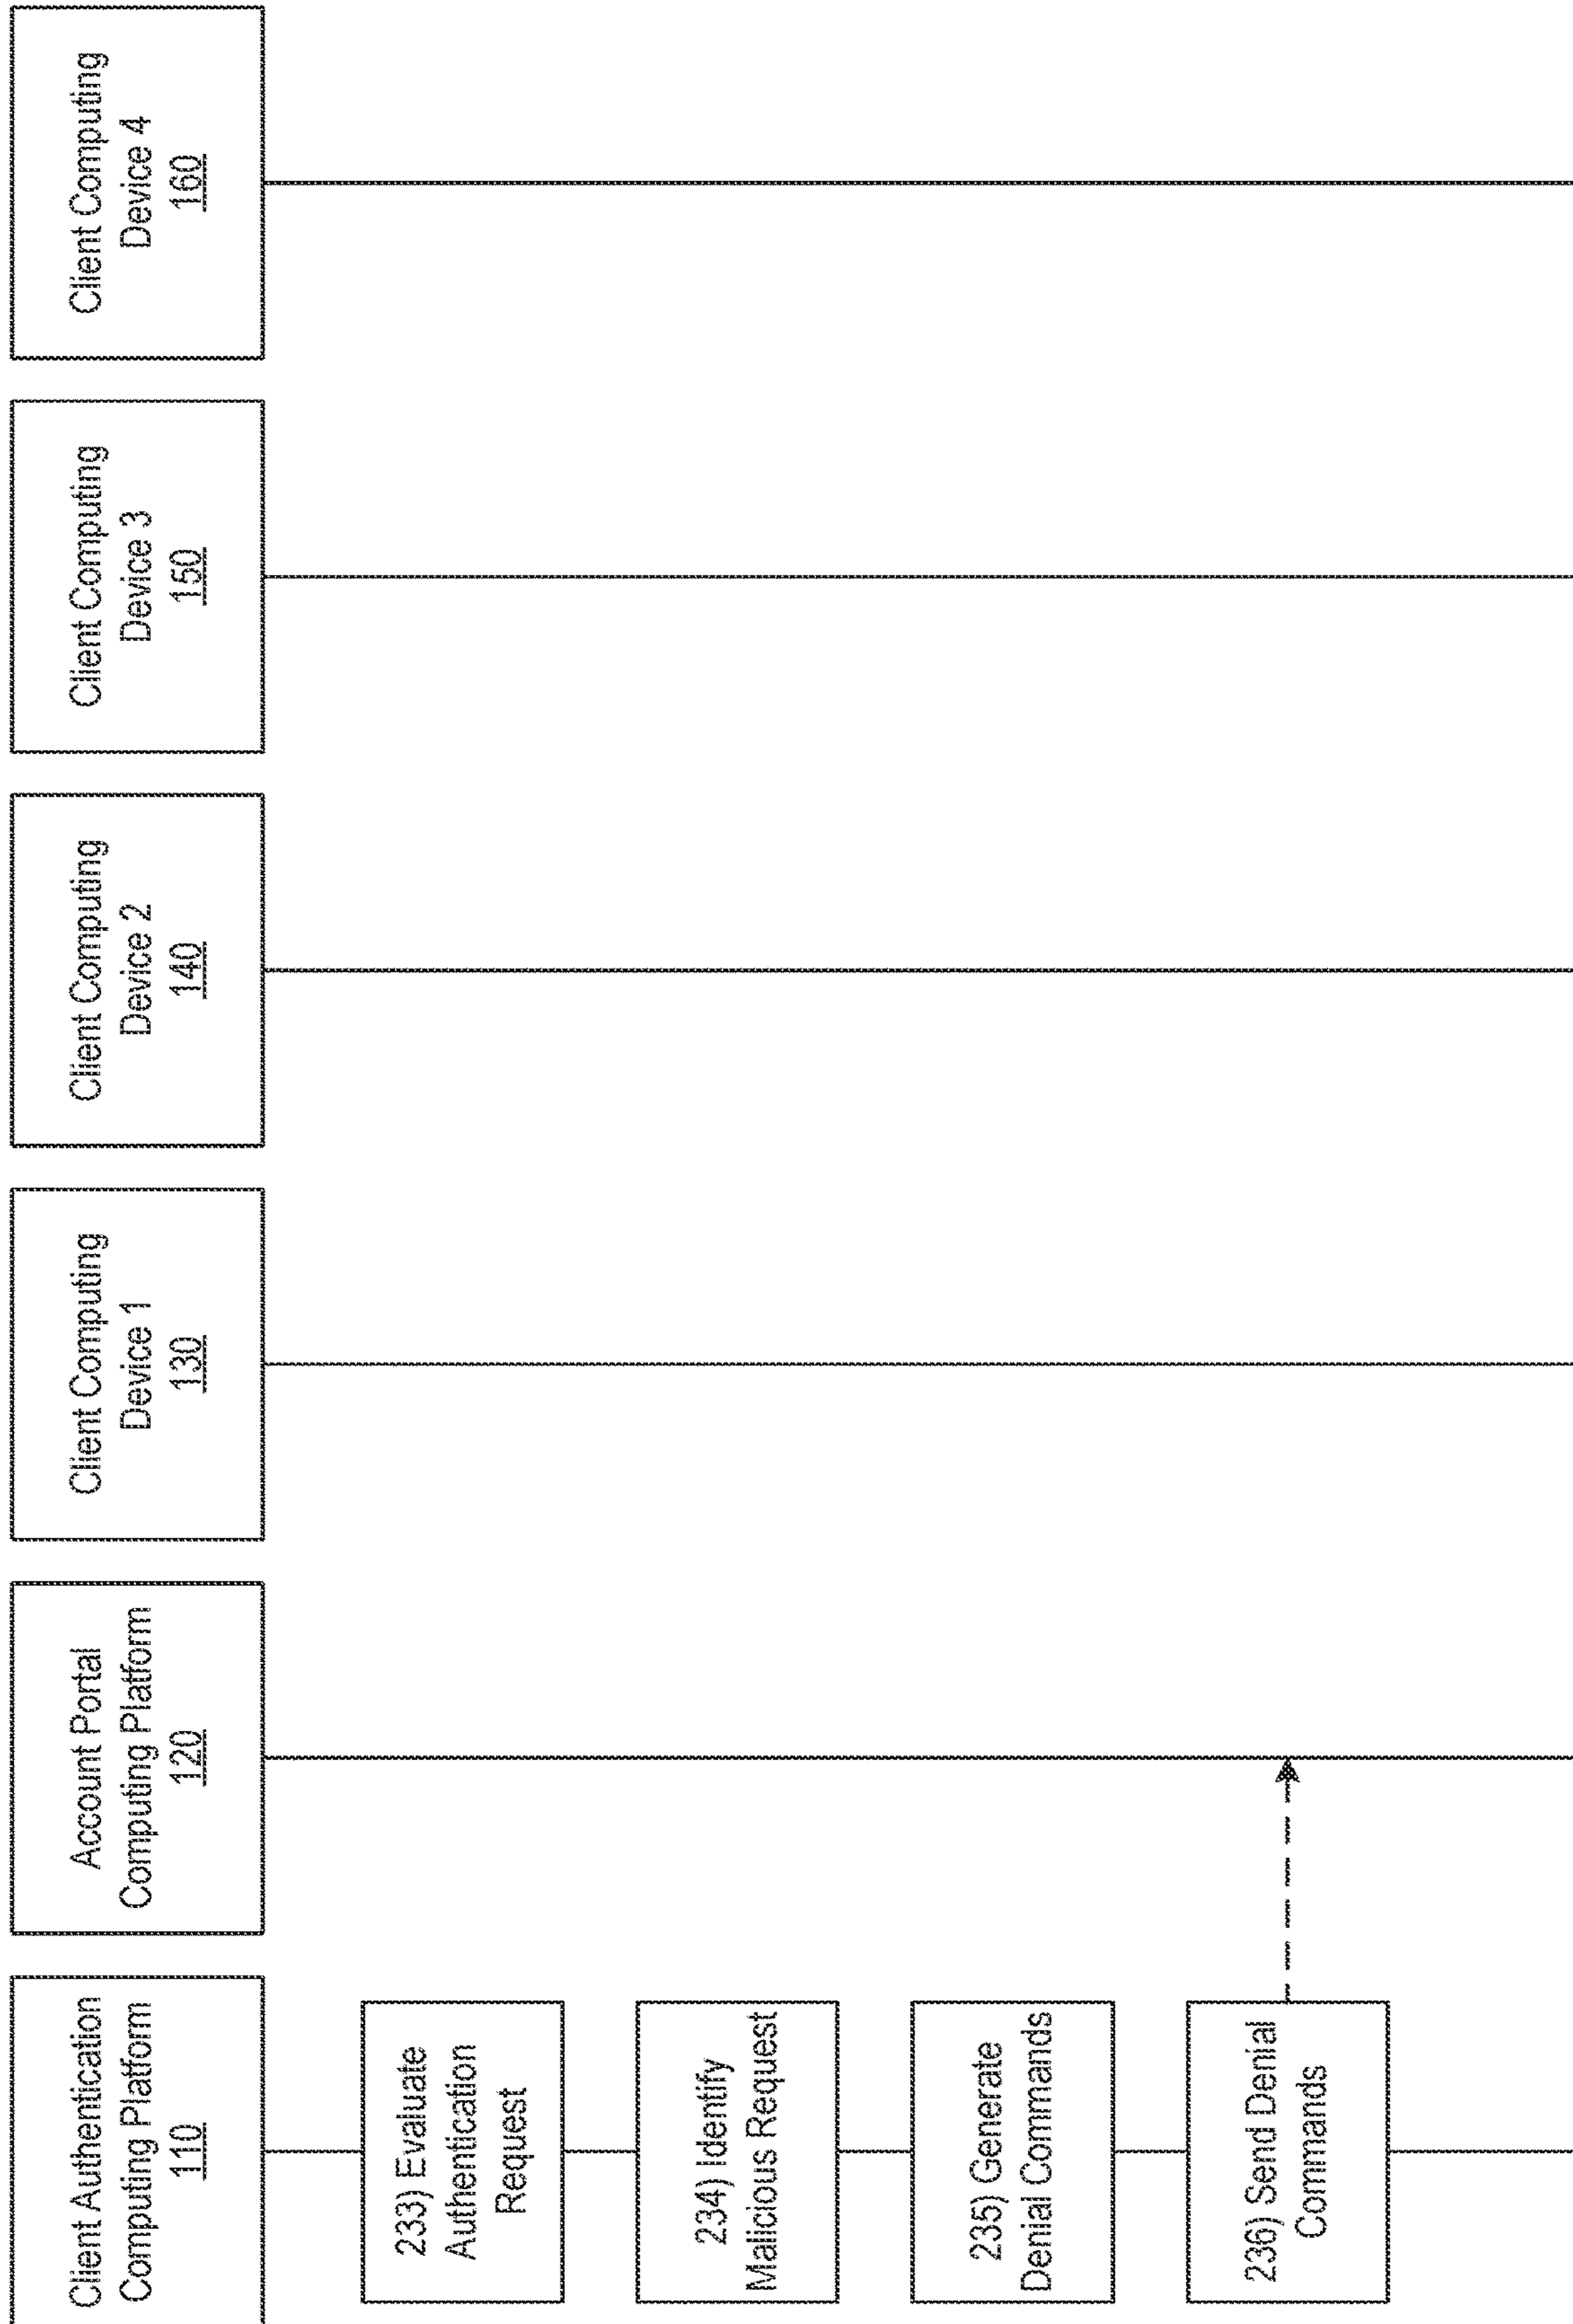 Client Authentication
Computing Platform
110
Account Portal
Computing Platform
120
Client Computing
Device 1
130
Client Computing
Device 2
140
Client Computing
Device 3
150
Client Computing
Device 4
160
233) Evaluate
Authentication
Request
234) Identify
Malicious Request
235) Generate
Denial Commands
236) Send Denial
Commands